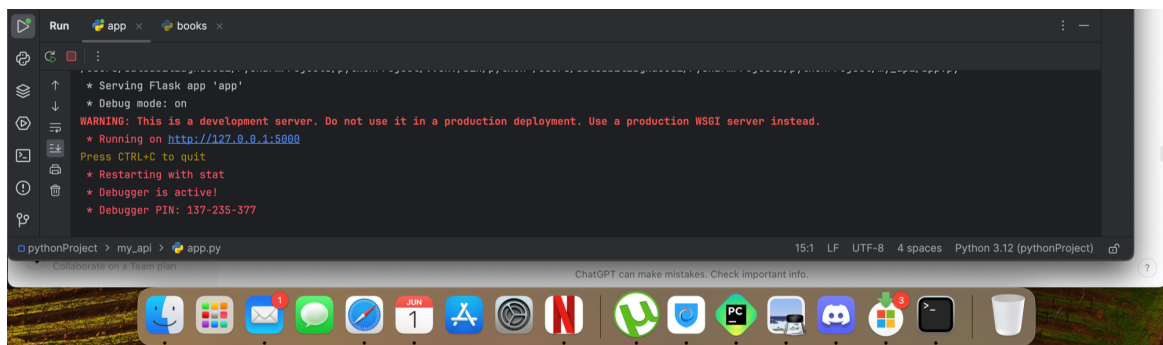 Run app books
* Serving Flask app 'app'
* Debug mode: on
WARNING: This is a development server. Do not use it in a production deployment. Use a production WSGI server instead.
* Running on http://127.0.0.1:5000
Press CTRL+C to quit
* Restarting with stat
* Debugger is active!
* Debugger PIN: 137-235-377
pythonProject > my_api > app.py 15:1 LF UTF-8 4 spaces Python 3.12 (pythonProject)
Collaborate on a Team plan
ChatGPT can make mistakes. Check important info.
?
1
JUN
1
N
PC
3
>_